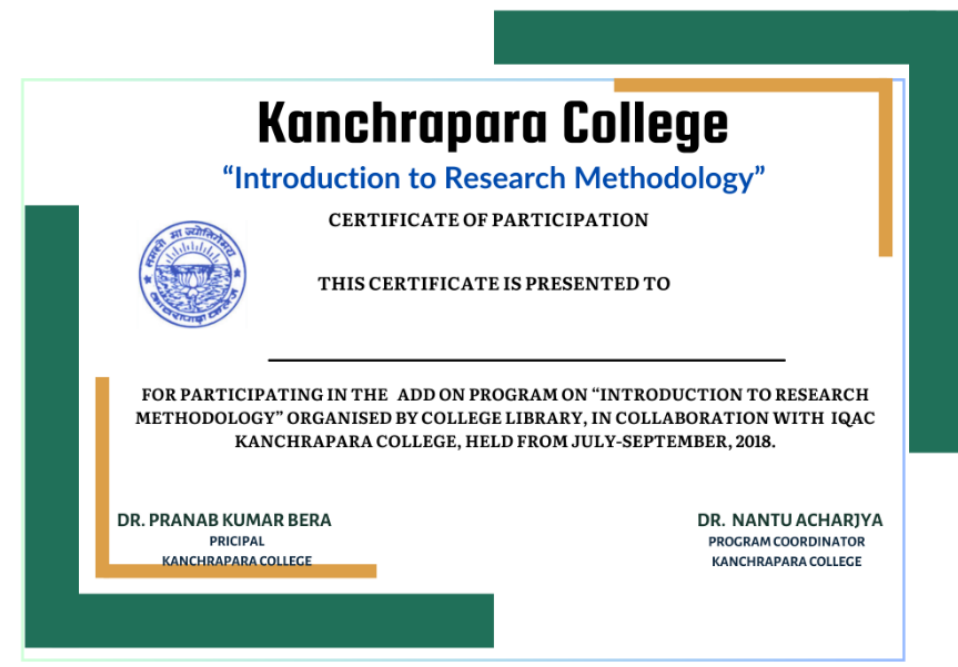 Kanchrapara College
“Introduction to Research Methodology”
CERTIFICATE OF PARTICIPATION
THIS CERTIFICATE IS PRESENTED TO
FOR PARTICIPATING IN THE ADD ON PROGRAM ON “INTRODUCTION TO RESEARCH
METHODOLOGY” ORGANISED BY COLLEGE LIBRARY, IN COLLABORATION WITH IQAC
KANCHRAPARA COLLEGE, HELD FROM JULY-SEPTEMBER, 2018.
DR. PRANAB KUMAR BERA
PRICIPAL
KANCHRAPARA COLLEGE
DR. NANTU ACHARJYA
PROGRAM COORDINATOR
KANCHRAPARA COLLEGE